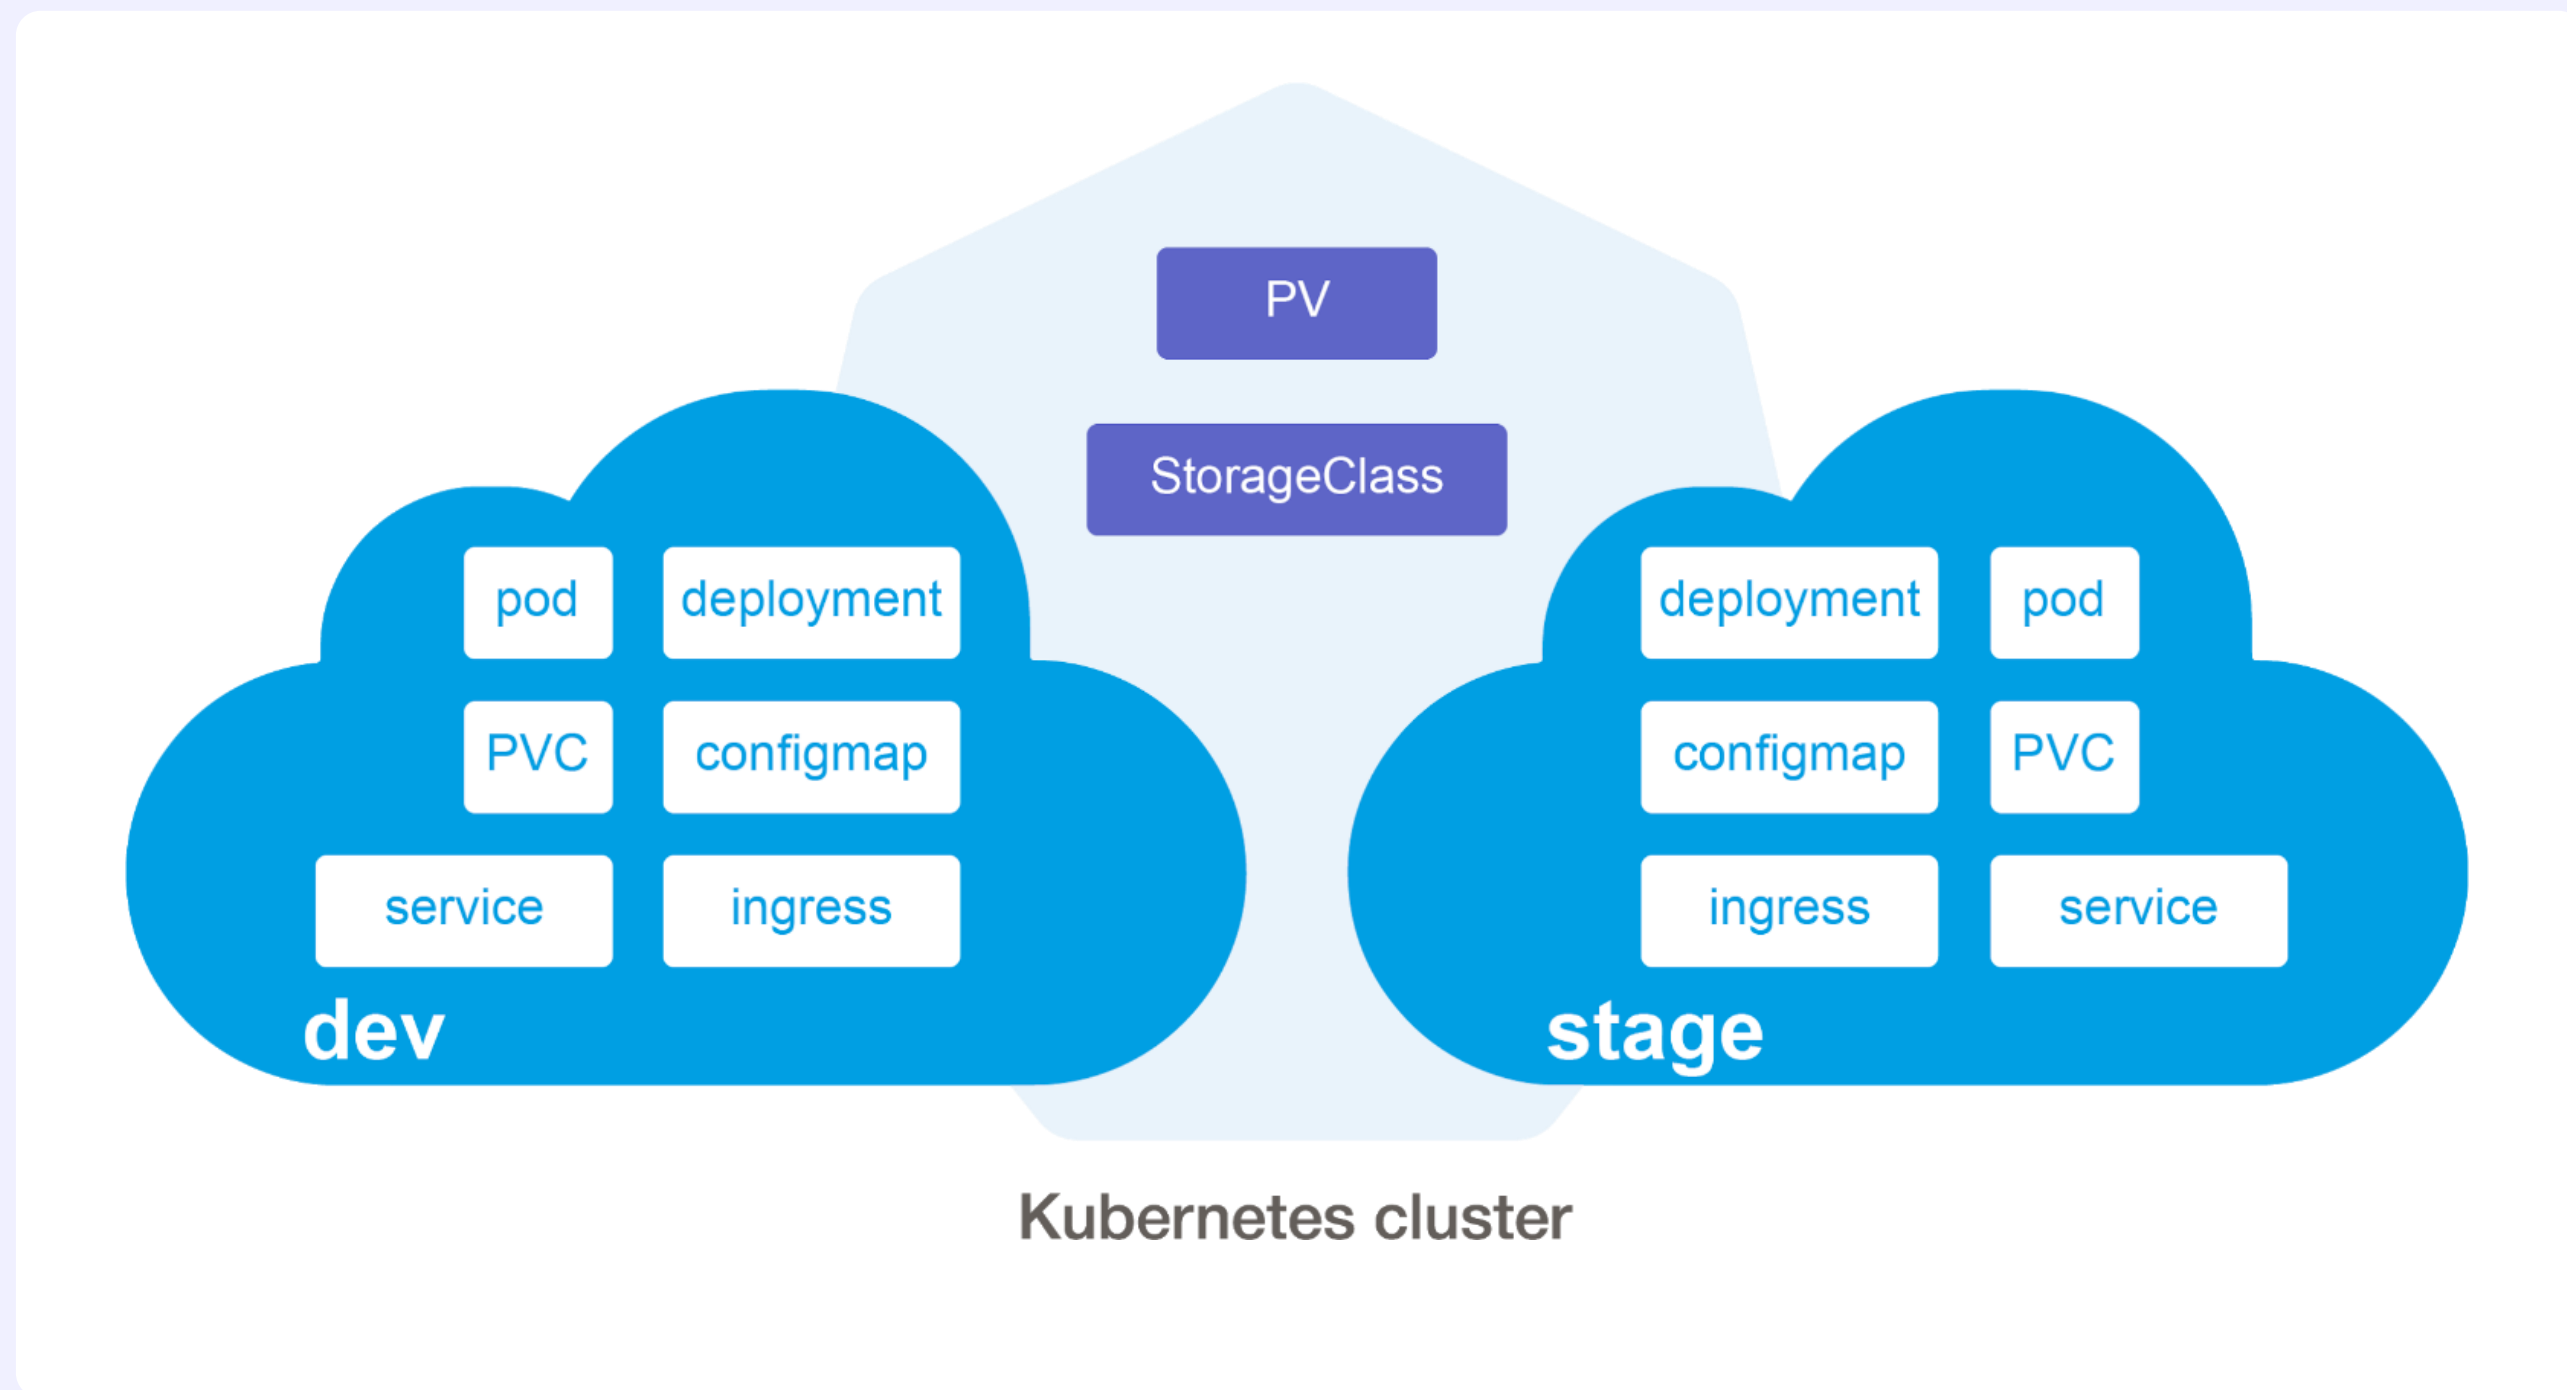 PV
StorageClass
pod
deployment
PVC
configmap
service
ingress
dev
deployment
pod
configmap
PVC
ingress
service
stage
Kubernetes cluster